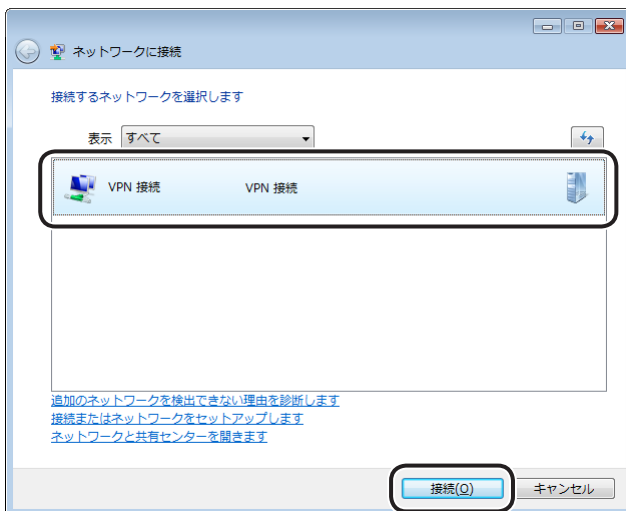 ネットワークに接続
接続するネットワークを選択します
表示 すべて
VPN 接続 VPN 接続
追加のネットワークを検出できない理由を診断します
接続またはネットワークをセットアップします
ネットワークと共有センターを開きます
接続(O) キャンセル